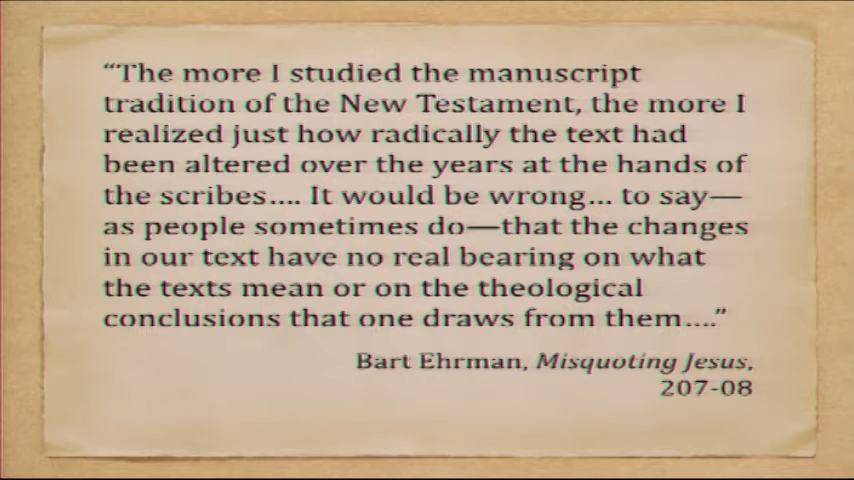 “The more I studied the manuscript
tradition of the New Testament, the more I
realized just how radically the text had
been altered over the years at the hands of
the scribes.... It would be wrong... to say—
as people sometimes do—that the changes
in our text have no real bearing on what
the texts mean or on the theological
conclusions that one draws from them....”
Bart Ehrman, Misquoting Jesus,
207-08